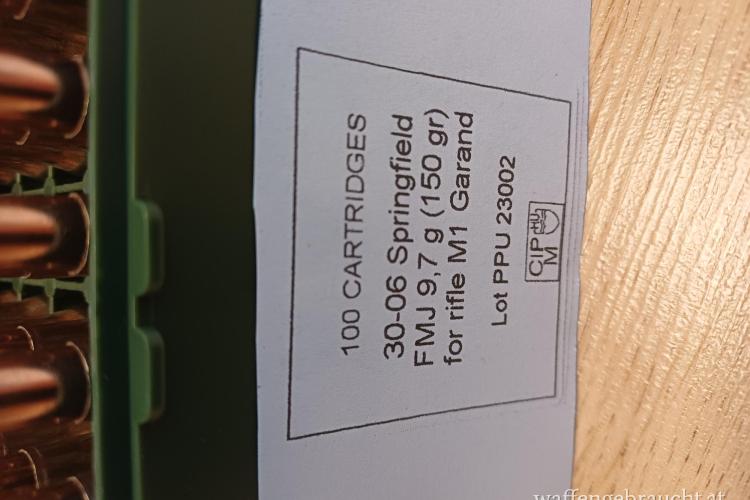 100 CARTRIDGES
30-06 Springfield
FMJ 9,7 g (150 gr)
for rifle M1 Garand
Lot PPU 23002
CIP
M
HU
waffengebraucht.at